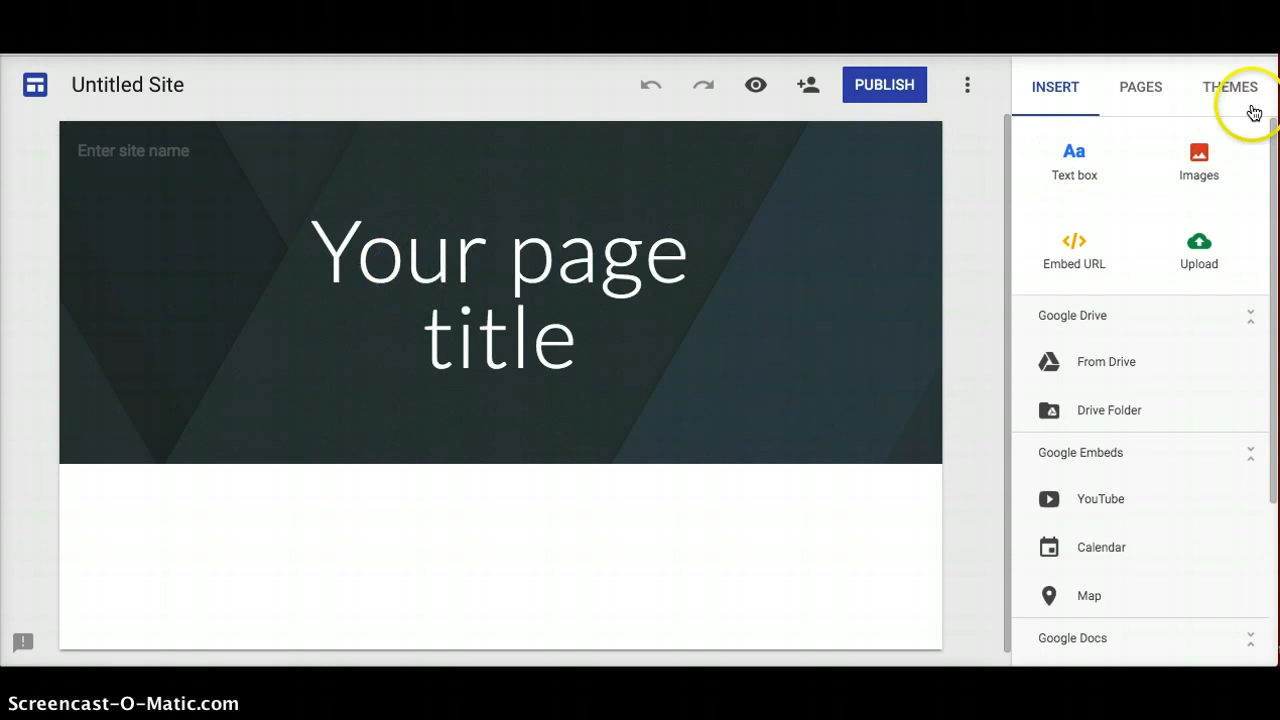 Untitled Site
PUBLISH
INSERT
PAGES
THEMES
Enter site name
Your page
title
Aa
Text box
Images
</>
Embed URL
Upload
Google Drive
From Drive
Drive Folder
Google Embeds
YouTube
Calendar
Map
Google Docs
Screencast-O-Matic.com